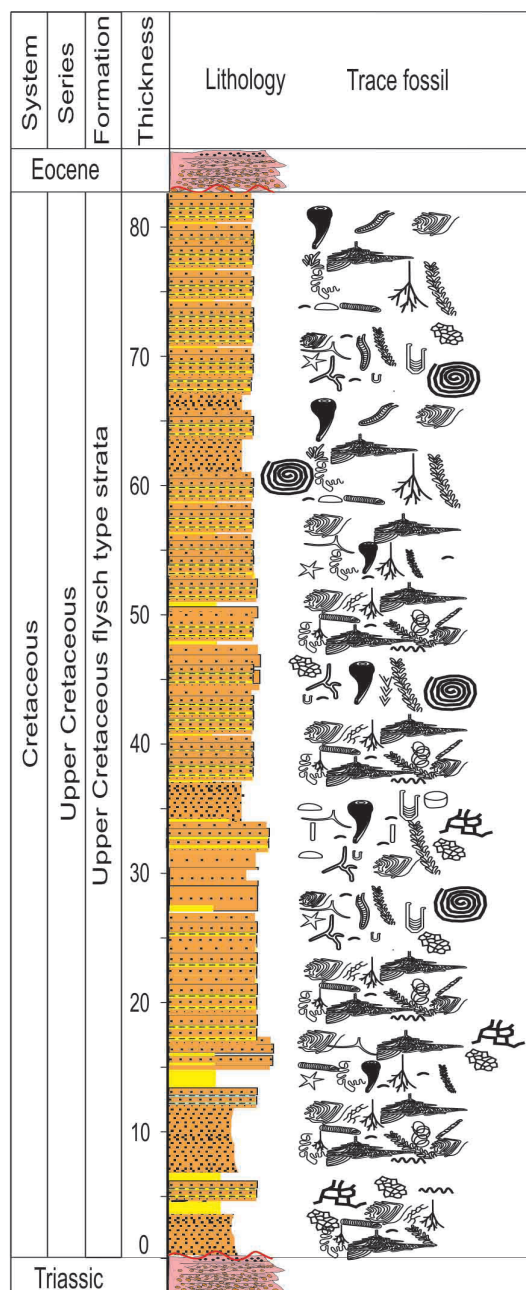 System
Series
Formation
Thickness
Lithology
Trace fossil
Eocene
Cretaceous
Upper Cretaceous
Upper Cretaceous flysch type strata
80
70
60
50
40
30
20
10
0
Triassic